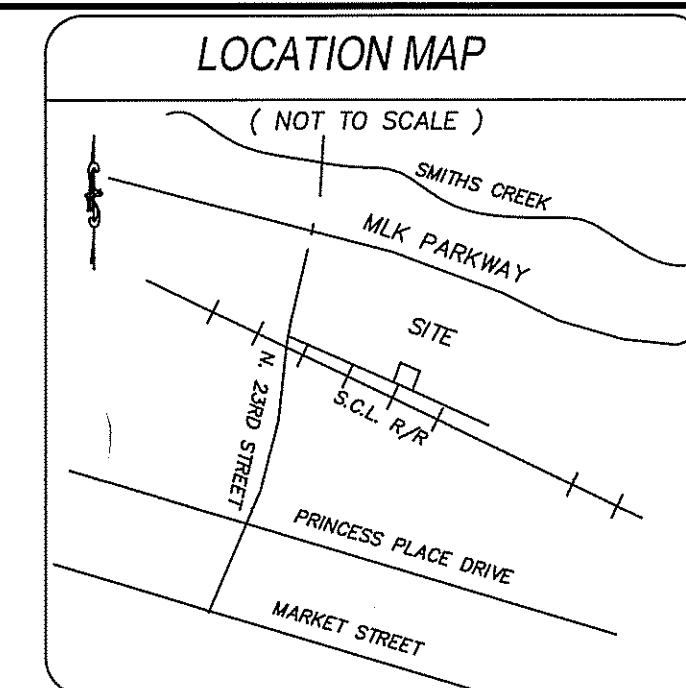 LOCATION MAP
( NOT TO SCALE )
SMITHS CREEK
MLK PARKWAY
SITE
S.C.L. R/R
N. 23RD STREET
PRINCESS PLACE DRIVE
MARKET STREET